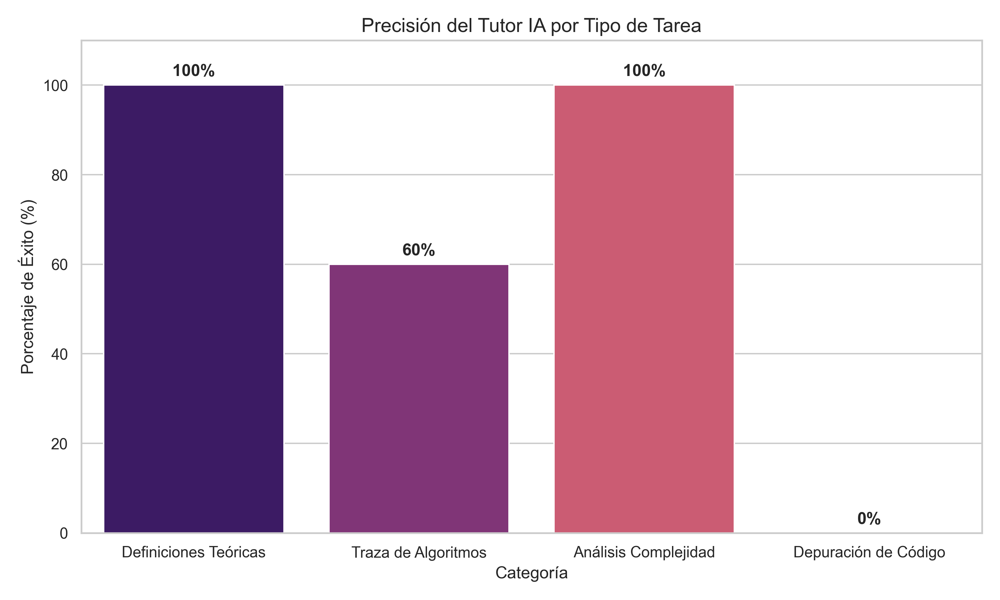 Precisión del Tutor IA por Tipo de Tarea
100%
100%
60%
0%
100
80
60
40
20
0
Porcentaje de Éxito (%)
Definiciones Teóricas
Traza de Algoritmos
Análisis Complejidad
Depuración de Código
Categoría